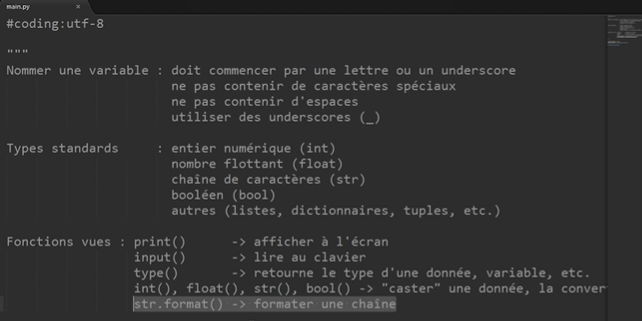 main.py ×
#coding:utf-8
"""
Nommer une variable : doit commencer par une lettre ou un underscore
ne pas contenir de caractères spéciaux
ne pas contenir d'espaces
utiliser des underscores (_)
Types standards : entier numérique (int)
nombre flottant (float)
chaîne de caractères (str)
booléen (bool)
autres (listes, dictionnaires, tuples, etc.)
Fonctions vues : print() -> afficher à l'écran
input() -> lire au clavier
type() -> retourne le type d'une donnée, variable, etc.
int(), float(), str(), bool() -> "caster" une donnée, la conver
str.format() -> formater une chaîne